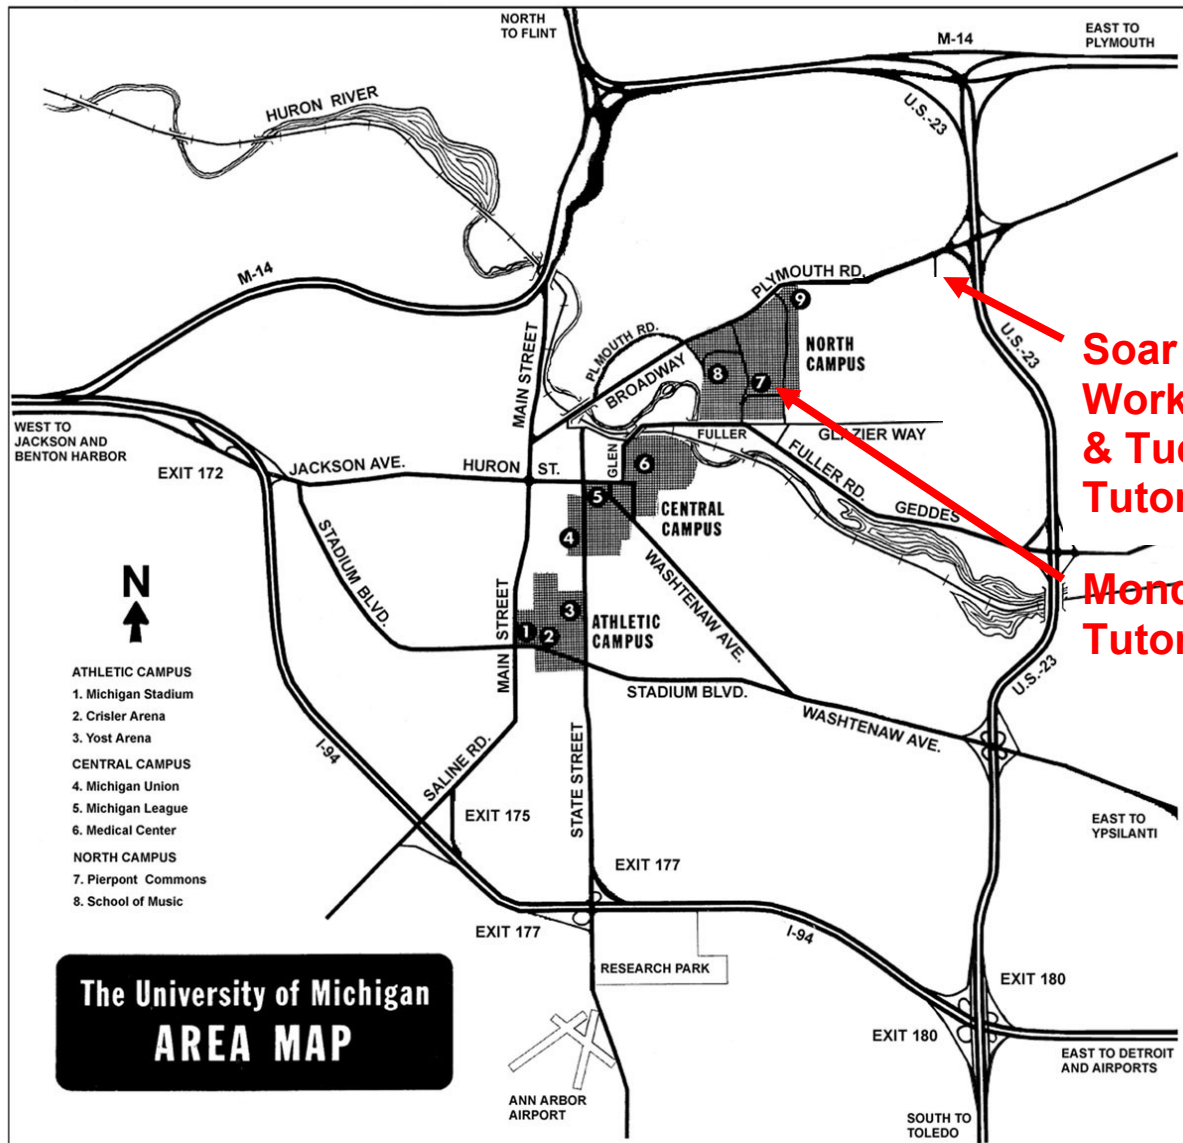 NORTH
TO FLINT
M-14
EAST TO
PLYMOUTH
U.S.-23
HURON RIVER
M-14
PLYMOUTH RD.
9
MAIN STREET
PLMOUTH RD.
BROADWAY
NORTH
CAMPUS
8
7
U.S.-23
Soar
Work
& Tue
Tutor
WEST TO
JACKSON AND
BENTON HARBOR
EXIT 172
JACKSON AVE.
HURON ST.
GLEN
FULLER
GLAZIER WAY
6
FULLER RD.
GEDDES
5
CENTRAL
CAMPUS
4
STADIUM BLVD.
WASHTENAW AVE.
N
MAIN STREET
3
1
2
ATHLETIC
CAMPUS
Mond
Tutor
STADIUM BLVD.
U.S.-23
WASHTENAW AVE.
ATHLETIC CAMPUS
1. Michigan Stadium
2. Crisler Arena
3. Yost Arena
CENTRAL CAMPUS
4. Michigan Union
5. Michigan League
6. Medical Center
NORTH CAMPUS
7. Pierpont Commons
8. School of Music
I-94
SALINE RD.
STATE STREET
EXIT 175
EAST TO
YPSILANTI
EXIT 177
EXIT 177
I-94
RESEARCH PARK
EXIT 180
EXIT 180
The University of Michigan
AREA MAP
EAST TO DETROIT
AND AIRPORTS
ANN ARBOR
AIRPORT
SOUTH TO
TOLEDO